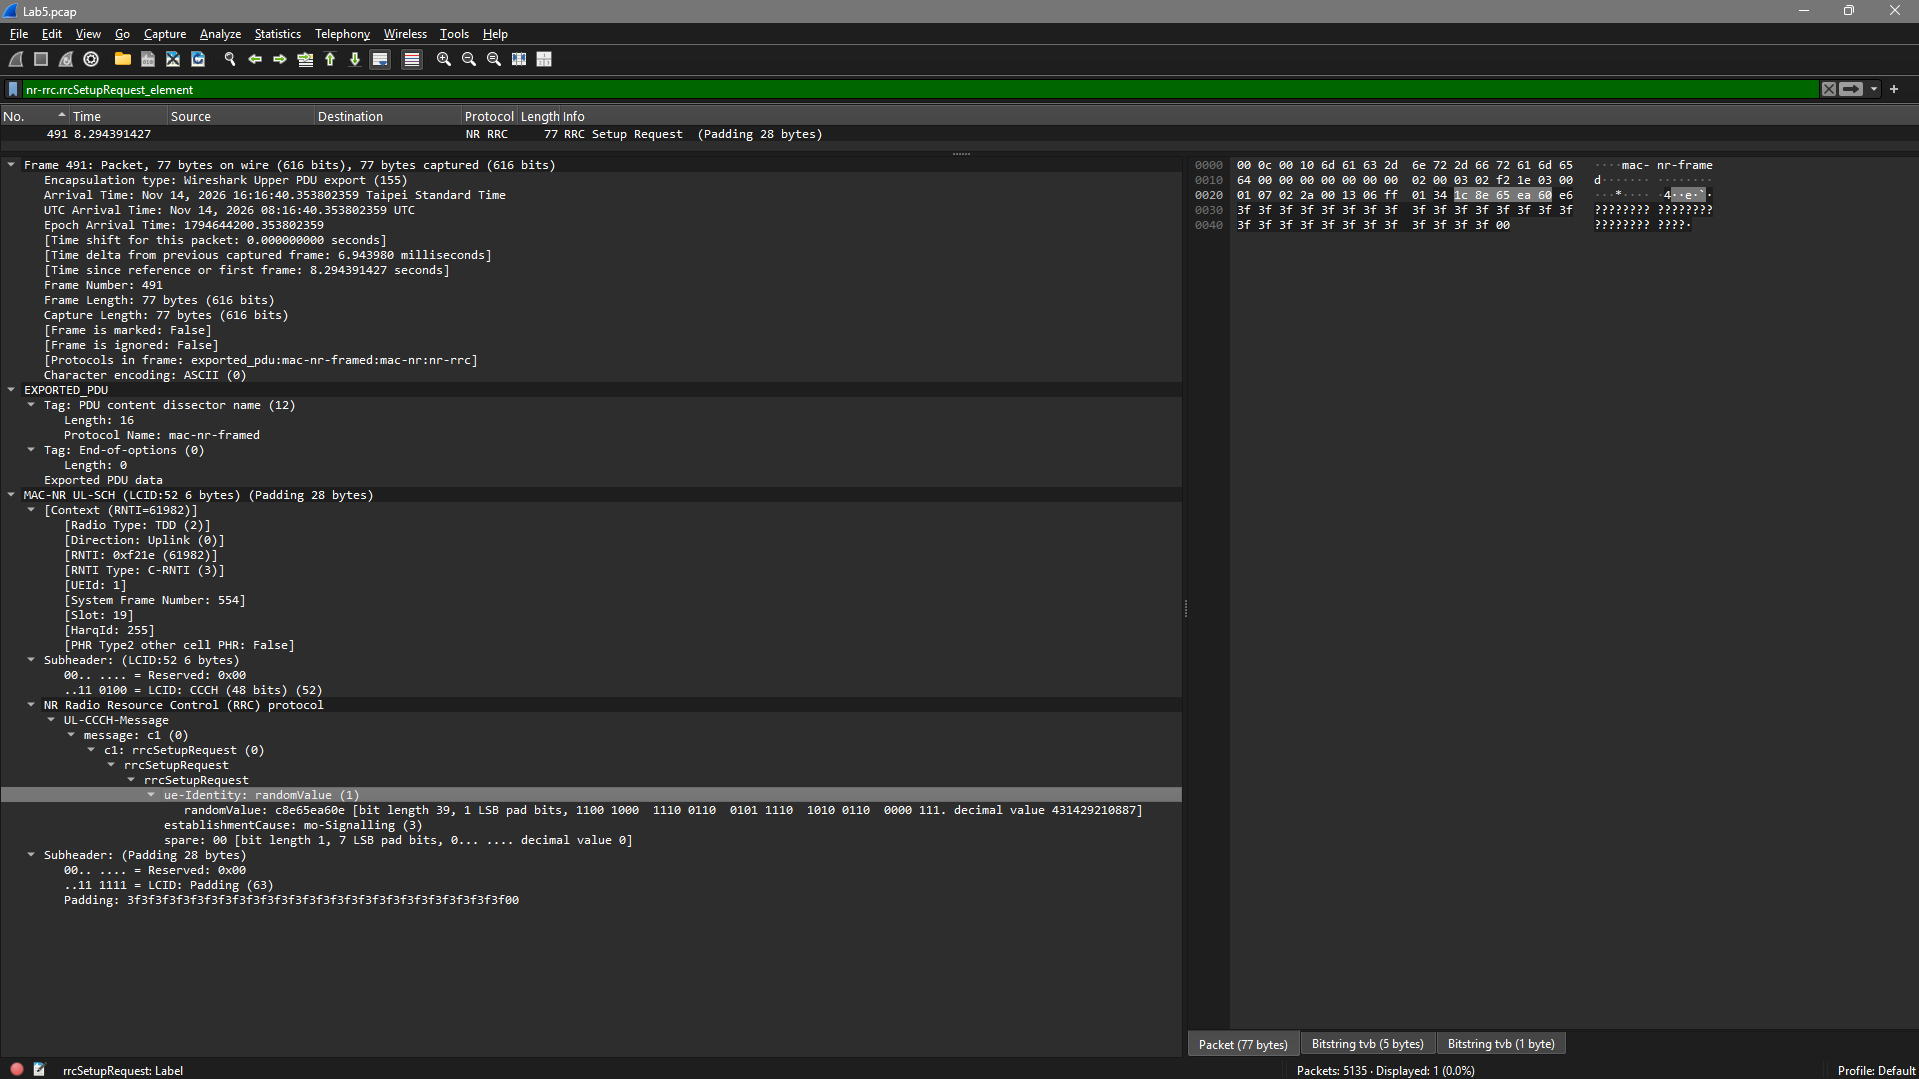 Lab5.pcap
File Edit View Go Capture Analyze Statistics Telephony Wireless Tools Help
nr-rrc.rrcSetupRequest_element
No. Time Source Destination Protocol Length Info
491 8.294391427 NR RRC 77 RRC Setup Request (Padding 28 bytes)
Frame 491: Packet, 77 bytes on wire (616 bits), 77 bytes captured (616 bits)
Encapsulation type: Wireshark Upper PDU export (155)
Arrival Time: Nov 14, 2026 16:16:40.353802359 Taipei Standard Time
UTC Arrival Time: Nov 14, 2026 08:16:40.353802359 UTC
Epoch Arrival Time: 1794644200.353802359
[Time shift for this packet: 0.000000000 seconds]
[Time delta from previous captured frame: 6.943980 milliseconds]
[Time since reference or first frame: 8.294391427 seconds]
Frame Number: 491
Frame Length: 77 bytes (616 bits)
Capture Length: 77 bytes (616 bits)
[Frame is marked: False]
[Frame is ignored: False]
[Protocols in frame: exported_pdu:mac-nr-framed:mac-nr:nr-rrc]
Character encoding: ASCII (0)
EXPORTED_PDU
Tag: PDU content dissector name (12)
Length: 16
Protocol Name: mac-nr-framed
Tag: End-of-options (0)
Length: 0
Exported PDU data
MAC-NR UL-SCH (LCID:52 6 bytes) (Padding 28 bytes)
[Context (RNTI=61982)]
[Radio Type: TDD (2)]
[Direction: Uplink (0)]
[RNTI: 0xf21e (61982)]
[RNTI Type: C-RNTI (3)]
[UEId: 1]
[System Frame Number: 554]
[Slot: 19]
[HarqId: 255]
[PHR Type2 other cell PHR: False]
Subheader: (LCID:52 6 bytes)
00.. .... = Reserved: 0x00
..11 0100 = LCID: CCCH (48 bits) (52)
NR Radio Resource Control (RRC) protocol
UL-CCCH-Message
message: c1 (0)
c1: rrcSetupRequest (0)
rrcSetupRequest
rrcSetupRequest
ue-Identity: randomValue (1)
randomValue: c8e65ea60e [bit length 39, 1 LSB pad bits, 1100 1000 1110 0110 0101 1110 1010 0110 0000 111. decimal value 431429210887]
establishmentCause: mo-Signalling (3)
spare: 00 [bit length 1, 7 LSB pad bits, 0... .... decimal value 0]
Subheader: (Padding 28 bytes)
00.. .... = Reserved: 0x00
..11 1111 = LCID: Padding (63)
Padding: 3f3f3f3f3f3f3f3f3f3f3f3f3f3f3f3f3f3f3f3f3f3f3f3f3f3f3f00
0000 00 0c 00 10 6d 61 63 2d 6e 72 2d 66 72 61 6d 65 ····mac- nr-frame
0010 64 00 00 00 00 00 00 00 02 00 03 02 f2 1e 03 00 d······· ········
0020 01 07 02 2a 00 13 06 ff 01 34 1c 8e 65 ea 60 e6 ···*···· ·4··e·`·
0030 3f 3f 3f 3f 3f 3f 3f 3f 3f 3f 3f 3f 3f 3f 3f 3f ???????? ????????
0040 3f 3f 3f 3f 3f 3f 3f 3f 3f 3f 3f 3f 00 ???????? ????·
Packet (77 bytes) Bitstring tvb (5 bytes) Bitstring tvb (1 byte)
rrcSetupRequest: Label Packets: 5135 · Displayed: 1 (0.0%) Profile: Default